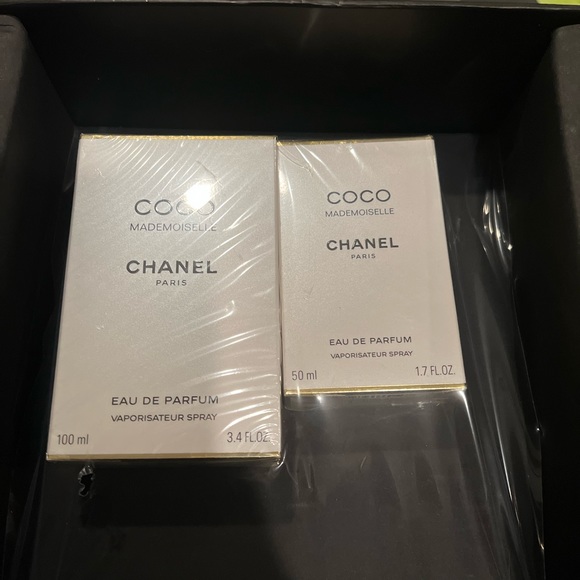 COCO
MADEMOISELLE
CHANEL
PARIS
EAU DE PARFUM
VAPORISATEUR SPRAY
100 ml 3.4 FL.OZ.
COCO
MADEMOISELLE
CHANEL
PARIS
EAU DE PARFUM
VAPORISATEUR SPRAY
50 ml 1.7 FL.OZ.